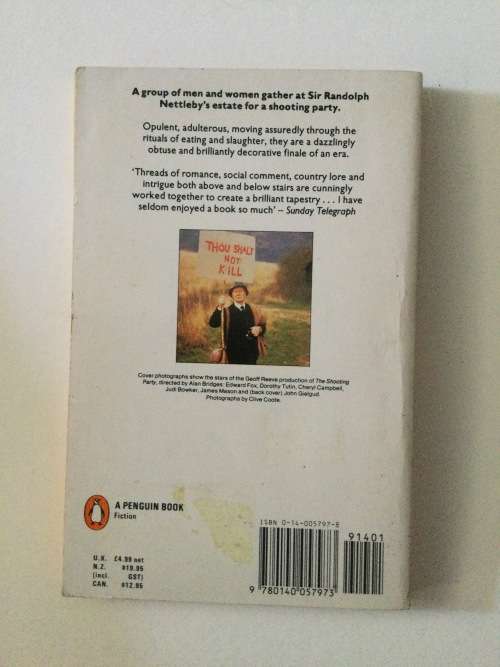 A group of men and women gather at Sir Randolph
Nettleby's estate for a shooting party.
Opulent, adulterous, moving assuredly through the
rituals of eating and slaughter, they are a dazzlingly
obtuse and brilliantly decorative finale of an era.
'Threads of romance, social comment, country lore and
intrigue both above and below stairs are cunningly
worked together to create a brilliant tapestry . . . I have
seldom enjoyed a book so much' – Sunday Telegraph
THOU SHALT
NOT
KILL
Cover photographs show the stars of the Geoff Reeve production of The Shooting
Party, directed by Alan Bridges: Edward Fox, Dorothy Tutin, Cheryl Campbell,
Judi Bowker, James Mason and (back cover) John Gielgud.
Photographs by Clive Coote.
A PENGUIN BOOK
Fiction
ISBN 0-14-005797-8
91401
U.K. £4.99 net
N.Z. $19.95
(incl. GST)
CAN. $12.95
9 780140 057973